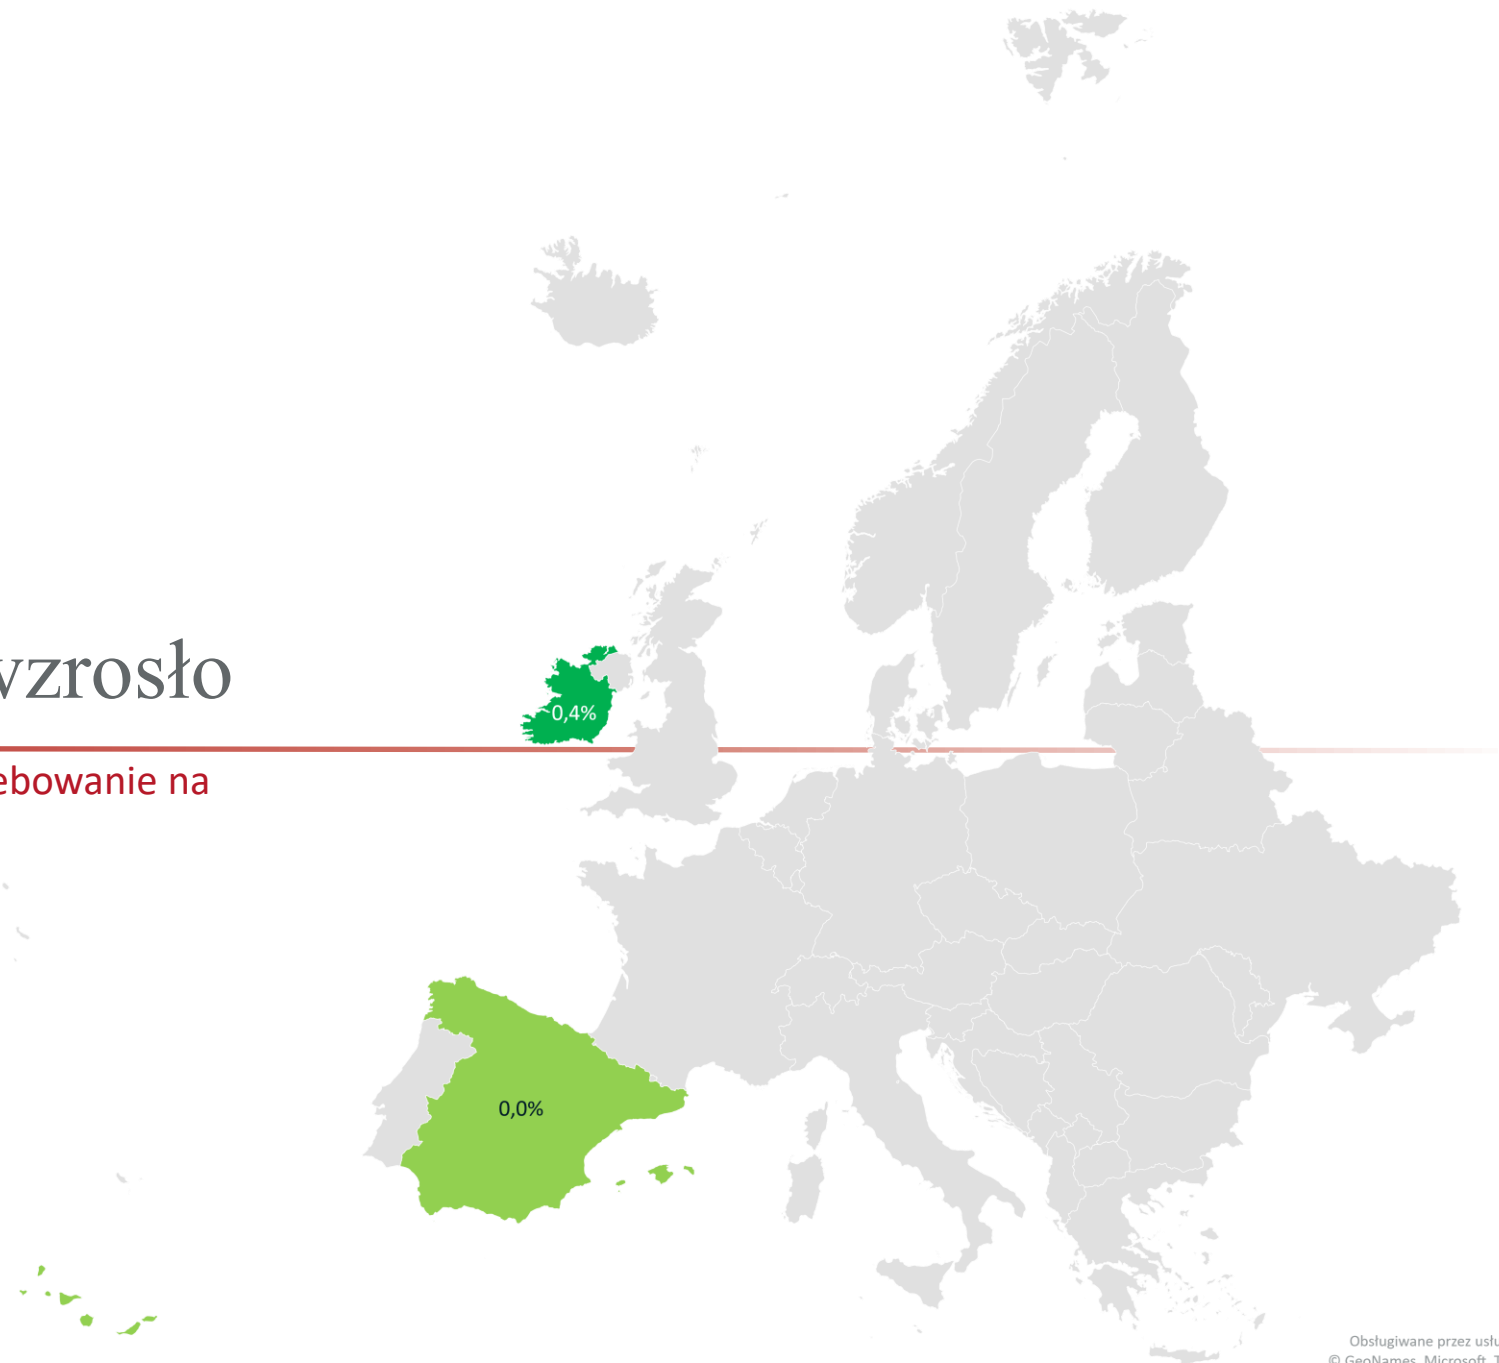 wzrosło
0,4%
ebowanie na
0,0%
Obsługiwane przez usłu
© GeoNames, Microsoft, T